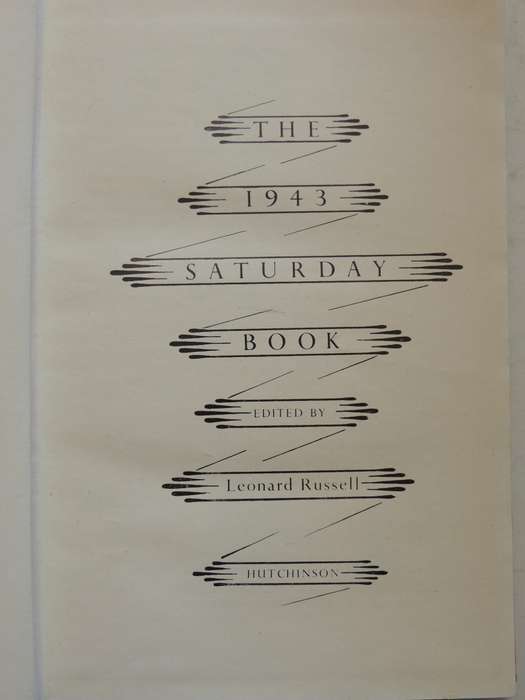 THE
1943
SATURDAY
BOOK
EDITED BY
Leonard Russell
HUTCHINSON